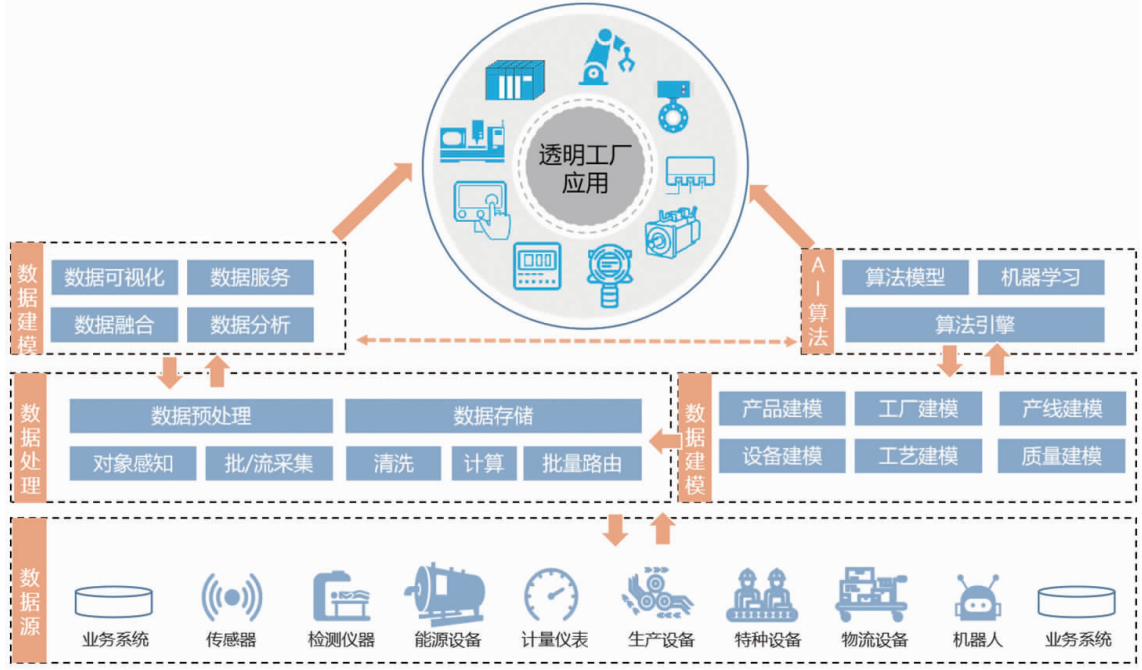 透明工厂
应用
数据建模
数据可视化
数据服务
数据融合
数据分析
AI算法
算法模型
机器学习
算法引擎
数据处理
数据预处理
数据存储
对象感知
批/流采集
清洗
计算
批量路由
数据建模
产品建模
工厂建模
产线建模
设备建模
工艺建模
质量建模
数据源
业务系统
传感器
检测仪器
能源设备
计量仪表
生产设备
特种设备
物流设备
机器人
业务系统